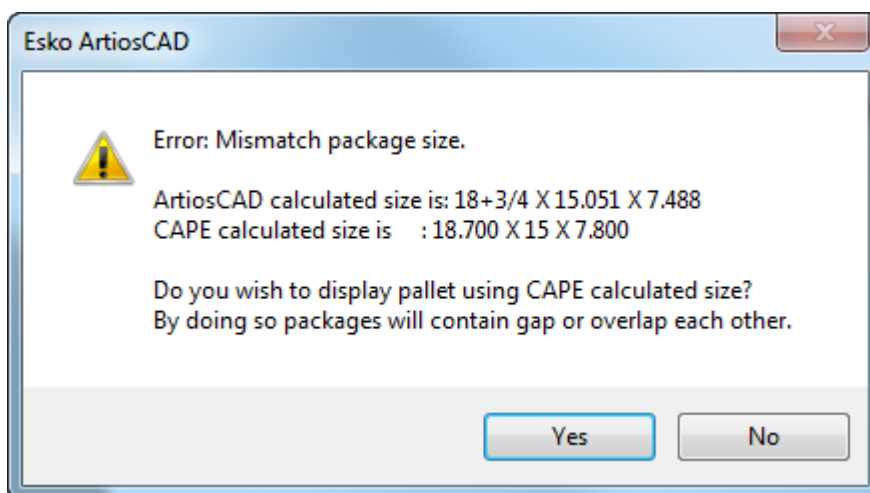 Esko ArtiosCAD
Error: Mismatch package size.
ArtiosCAD calculated size is: 18+3/4 X 15.051 X 7.488
CAPE calculated size is : 18.700 X 15 X 7.800
Do you wish to display pallet using CAPE calculated size?
By doing so packages will contain gap or overlap each other.
Yes No